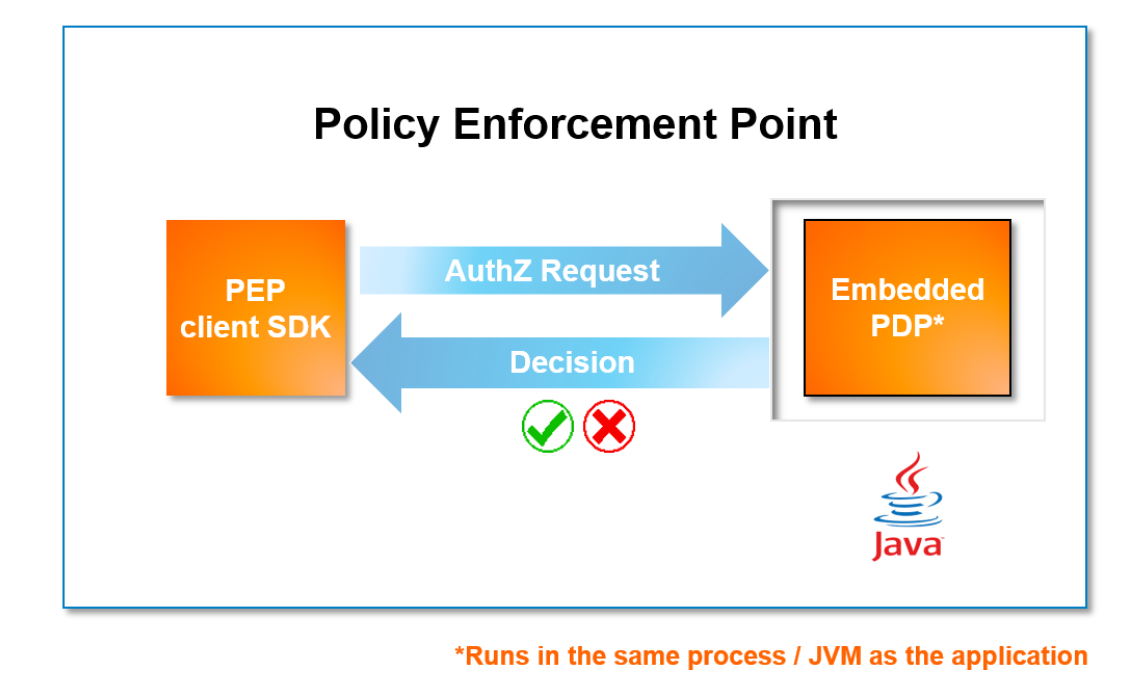 Policy Enforcement Point
PEP
client SDK
AuthZ Request
Decision
Embedded
PDP*
Java
*Runs in the same process / JVM as the application